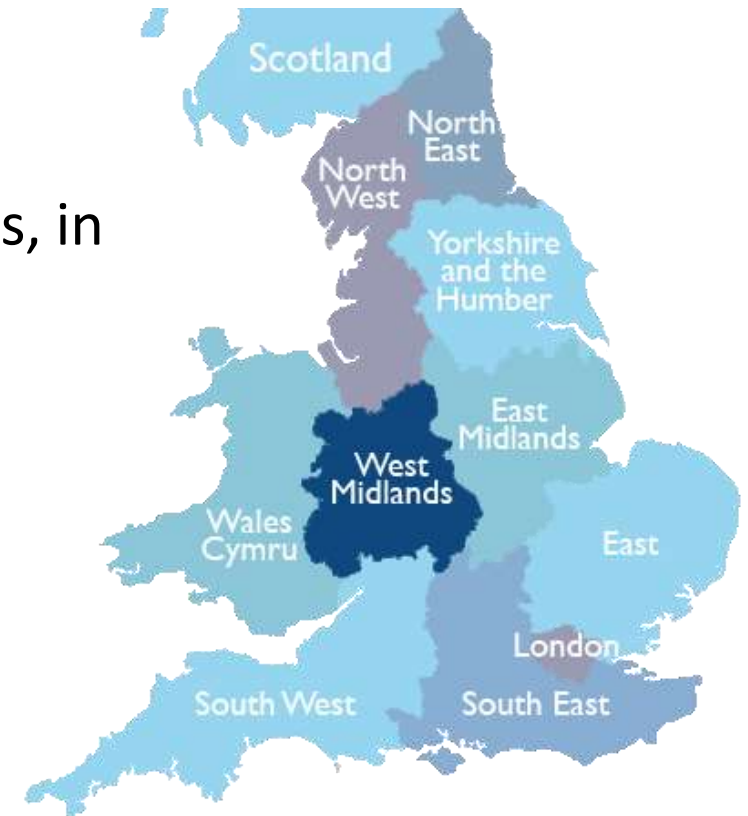 Scotland
North
East
North
West
s, in
Yorkshire
and the
Humber
East
Midlands
West
Midlands
Wales
Cymru
East
London
South West
South East